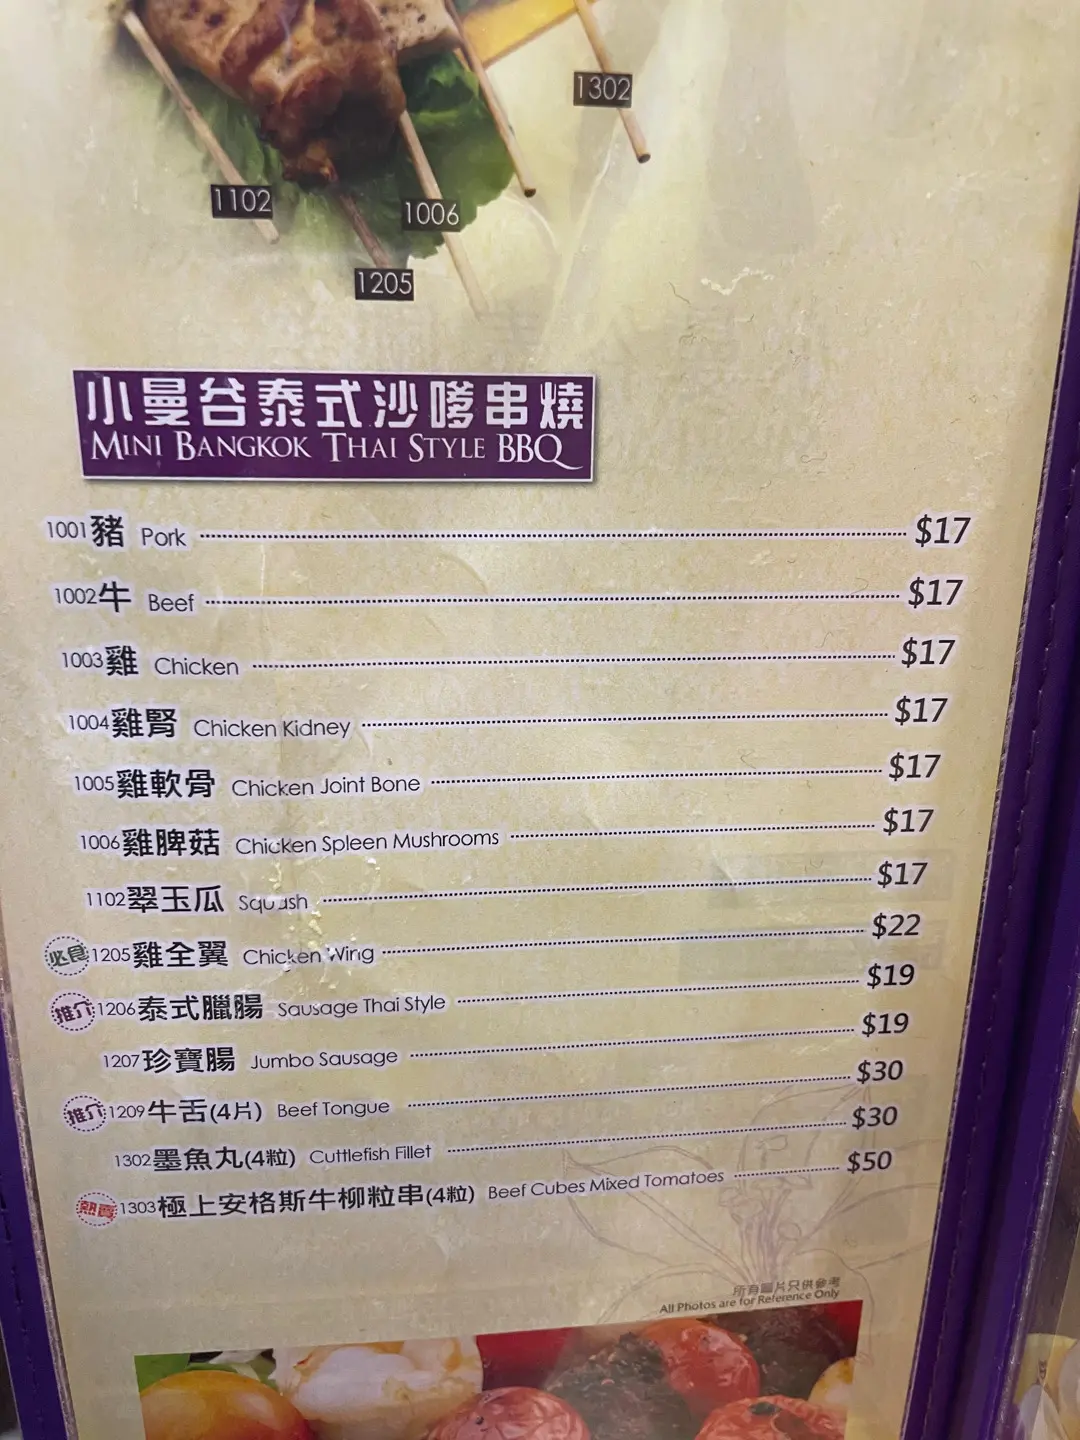 1302
1102
1006
1205
小曼谷泰式沙嗲串燒
MINI BANGKOK THAI STYLE BBQ
1001豬 Pork $17
1002牛 Beef $17
1003雞 Chicken $17
1004雞腎 Chicken Kidney $17
1005雞軟骨 Chicken Joint Bone $17
1006雞脾菇 Chicken Spleen Mushrooms $17
1102翠玉瓜 Squash $17
必食 1205雞全翼 Chicken Wing $22
推介 1206泰式臘腸 Sausage Thai Style $19
1207珍寶腸 Jumbo Sausage $19
推介 1209牛舌(4片) Beef Tongue $30
1302墨魚丸(4粒) Cuttlefish Fillet $30
熱賣 1303極上安格斯牛柳粒串(4粒) Beef Cubes Mixed Tomatoes $50
所有圖片只供參考
All Photos are for Reference Only